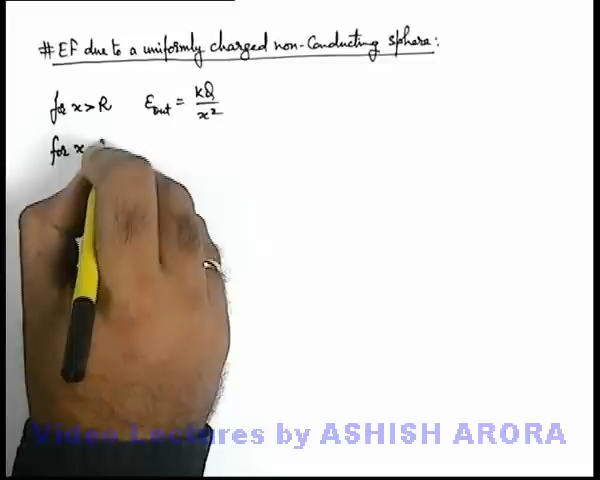 # EF due to a uniformly charged non-Conducting sphere:
for x > R E_out = kQ/x²
for x
Video Lectures by ASHISH ARORA